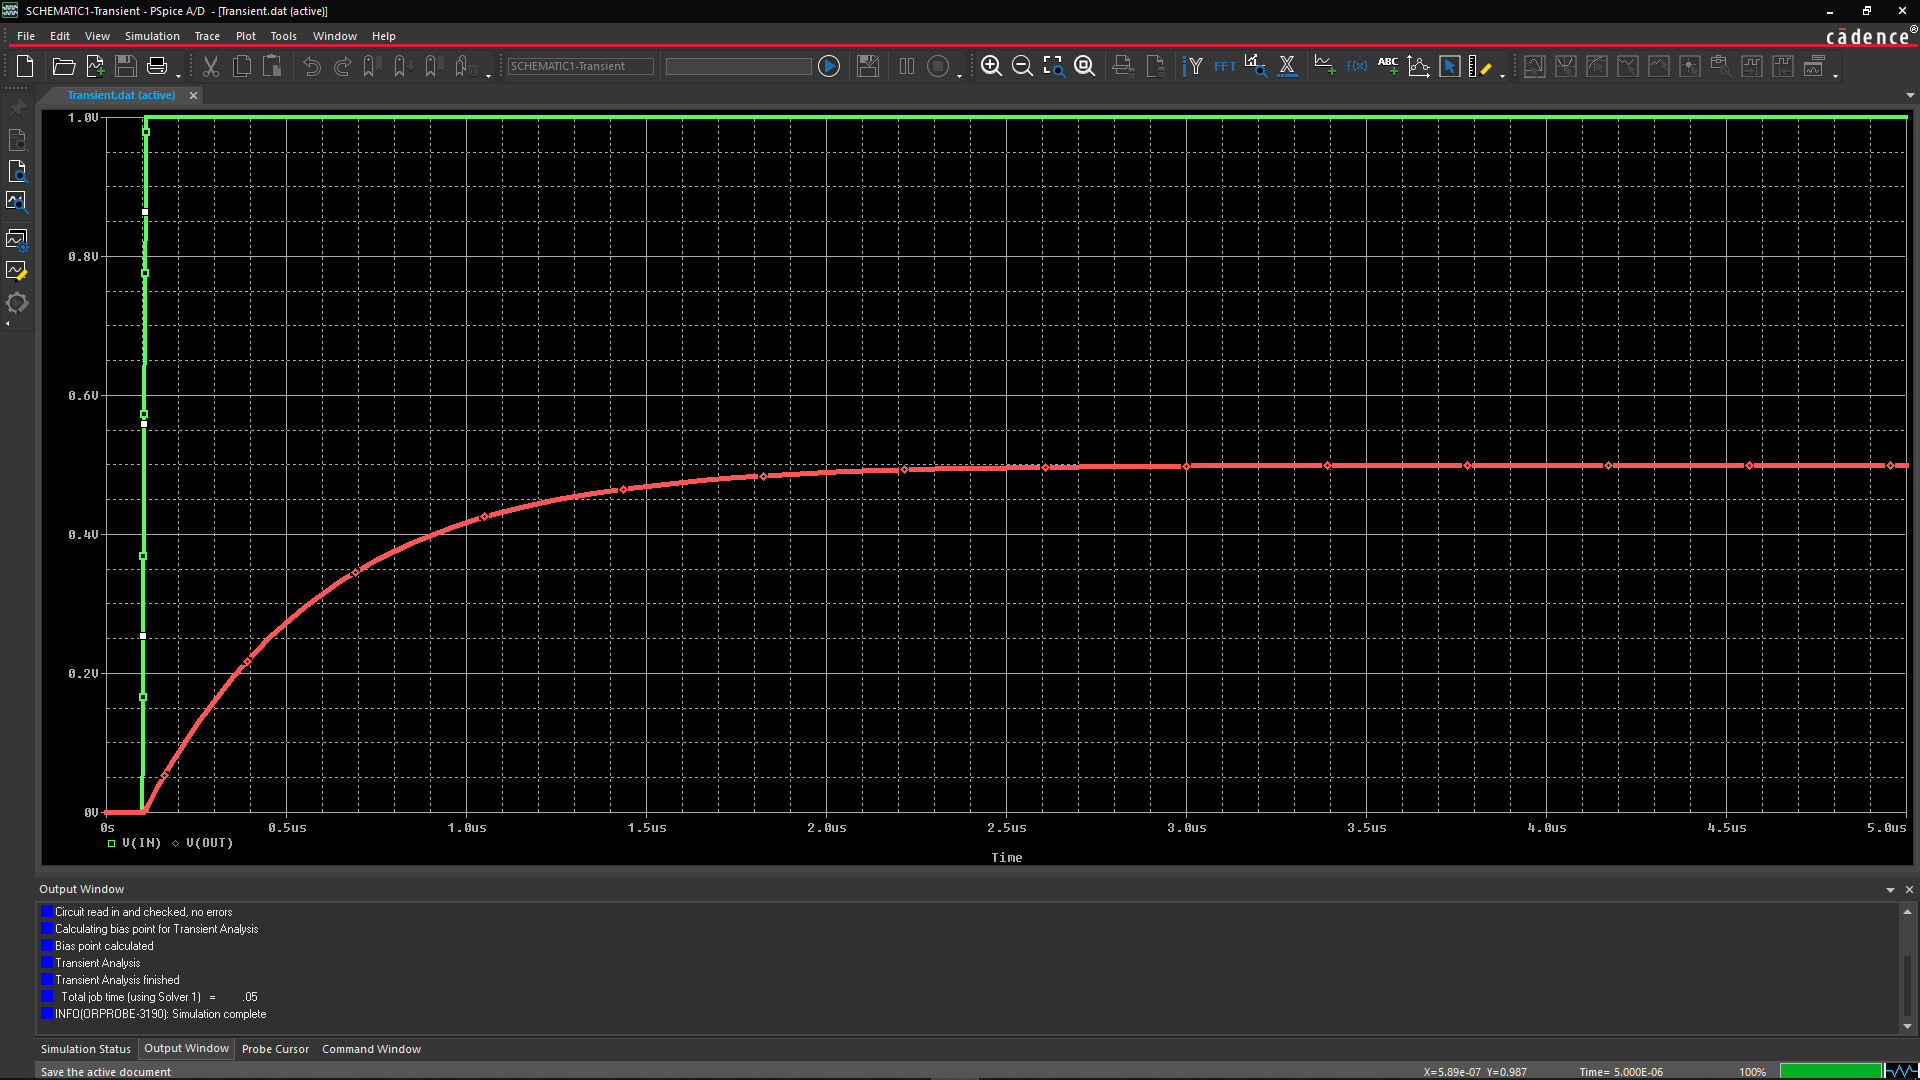 SCHEMATIC1-Transient - PSpice A/D - [Transient.dat (active)]
File Edit View Simulation Trace Plot Tools Window Help
cādence®
SCHEMATIC1-Transient
FFT
f(x)
ABC
Transient.dat (active)
1.0V
0.8V
0.6V
0.4V
0.2V
0V
0s 0.5us 1.0us 1.5us 2.0us 2.5us 3.0us 3.5us 4.0us 4.5us 5.0us
V(IN) V(OUT)
Time
Output Window
Circuit read in and checked, no errors
Calculating bias point for Transient Analysis
Bias point calculated
Transient Analysis
Transient Analysis finished
Total job time (using Solver 1) = .05
INFO(ORPROBE-3190): Simulation complete
Simulation Status Output Window Probe Cursor Command Window
Save the active document X=5.89e-07 Y=0.987 Time= 5.000E-06 100%